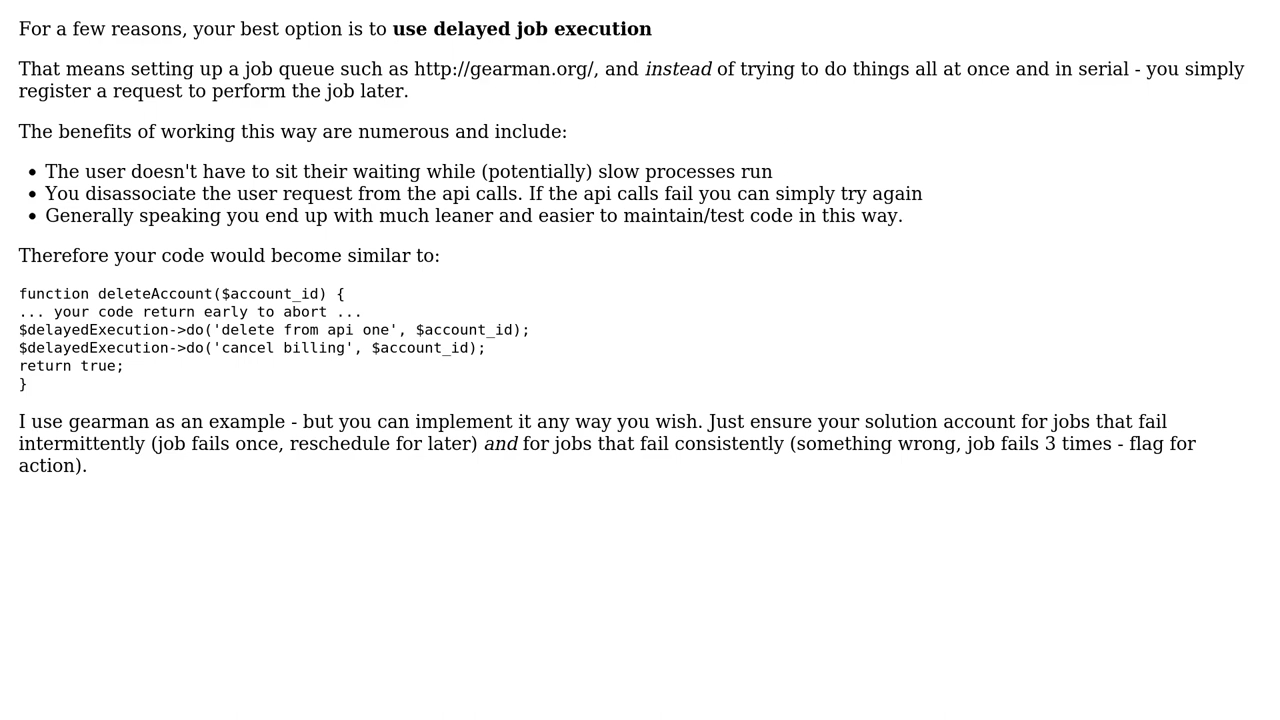 For a few reasons, your best option is to use delayed job execution
That means setting up a job queue such as http://gearman.org/, and instead of trying to do things all at once and in serial - you simply
register a request to perform the job later.
The benefits of working this way are numerous and include:
• The user doesn't have to sit their waiting while (potentially) slow processes run
• You disassociate the user request from the api calls. If the api calls fail you can simply try again
• Generally speaking you end up with much leaner and easier to maintain/test code in this way.
Therefore your code would become similar to:
function deleteAccount($account_id) {
... your code return early to abort ...
$delayedExecution->do('delete from api one', $account_id);
$delayedExecution->do('cancel billing', $account_id);
return true;
}
I use gearman as an example - but you can implement it any way you wish. Just ensure your solution account for jobs that fail
intermittently (job fails once, reschedule for later) and for jobs that fail consistently (something wrong, job fails 3 times - flag for
action).